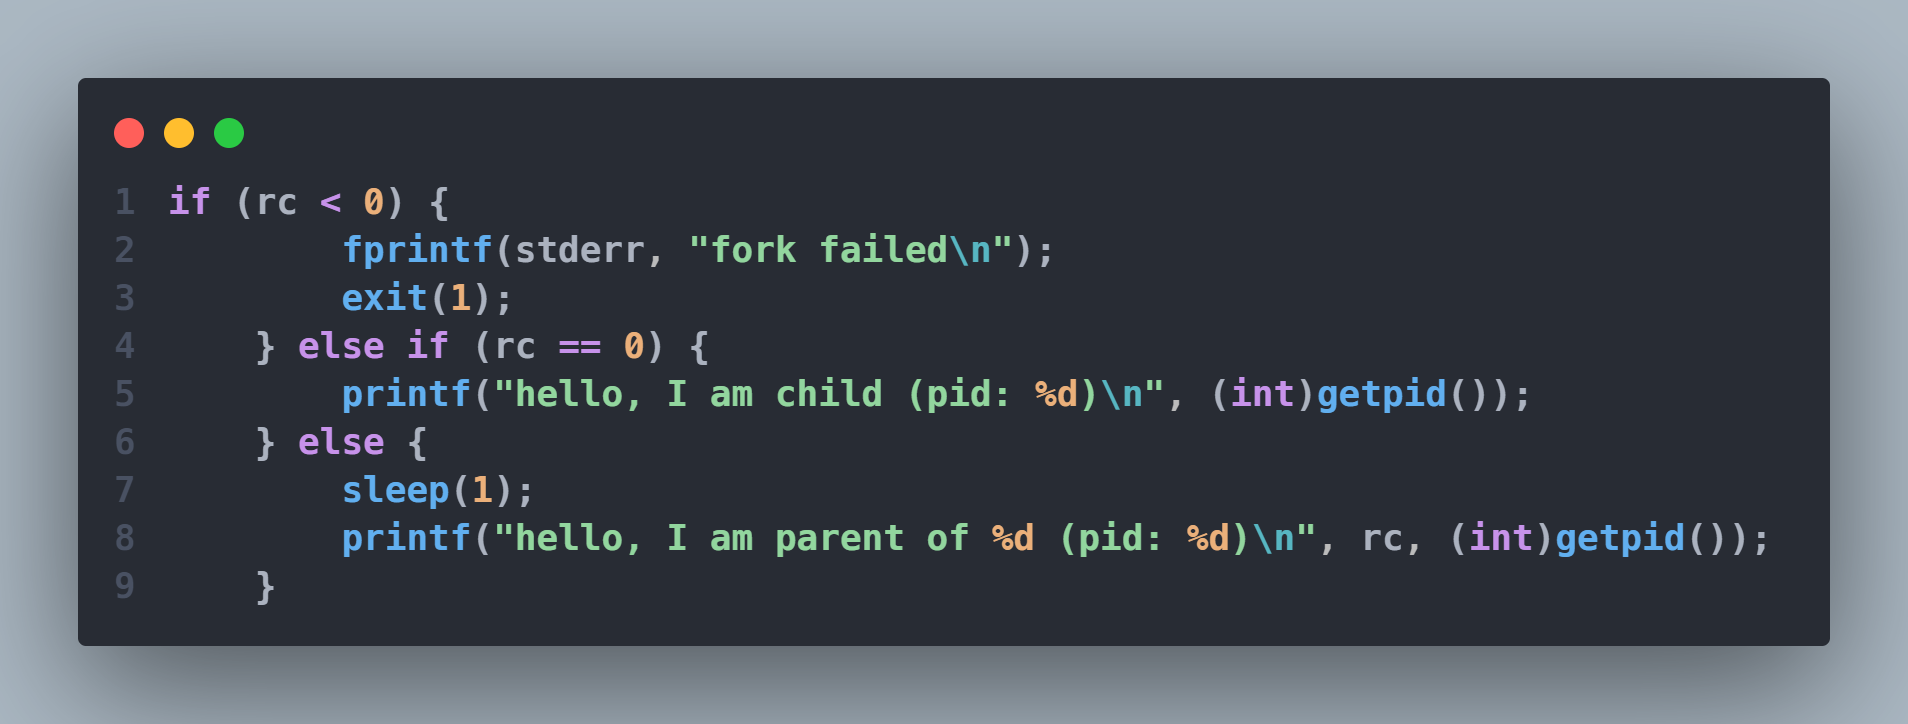 1 if (rc < 0) {
2         fprintf(stderr, "fork failed\n");
3         exit(1);
4     } else if (rc == 0) {
5         printf("hello, I am child (pid: %d)\n", (int)getpid());
6     } else {
7         sleep(1);
8         printf("hello, I am parent of %d (pid: %d)\n", rc, (int)getpid());
9     }